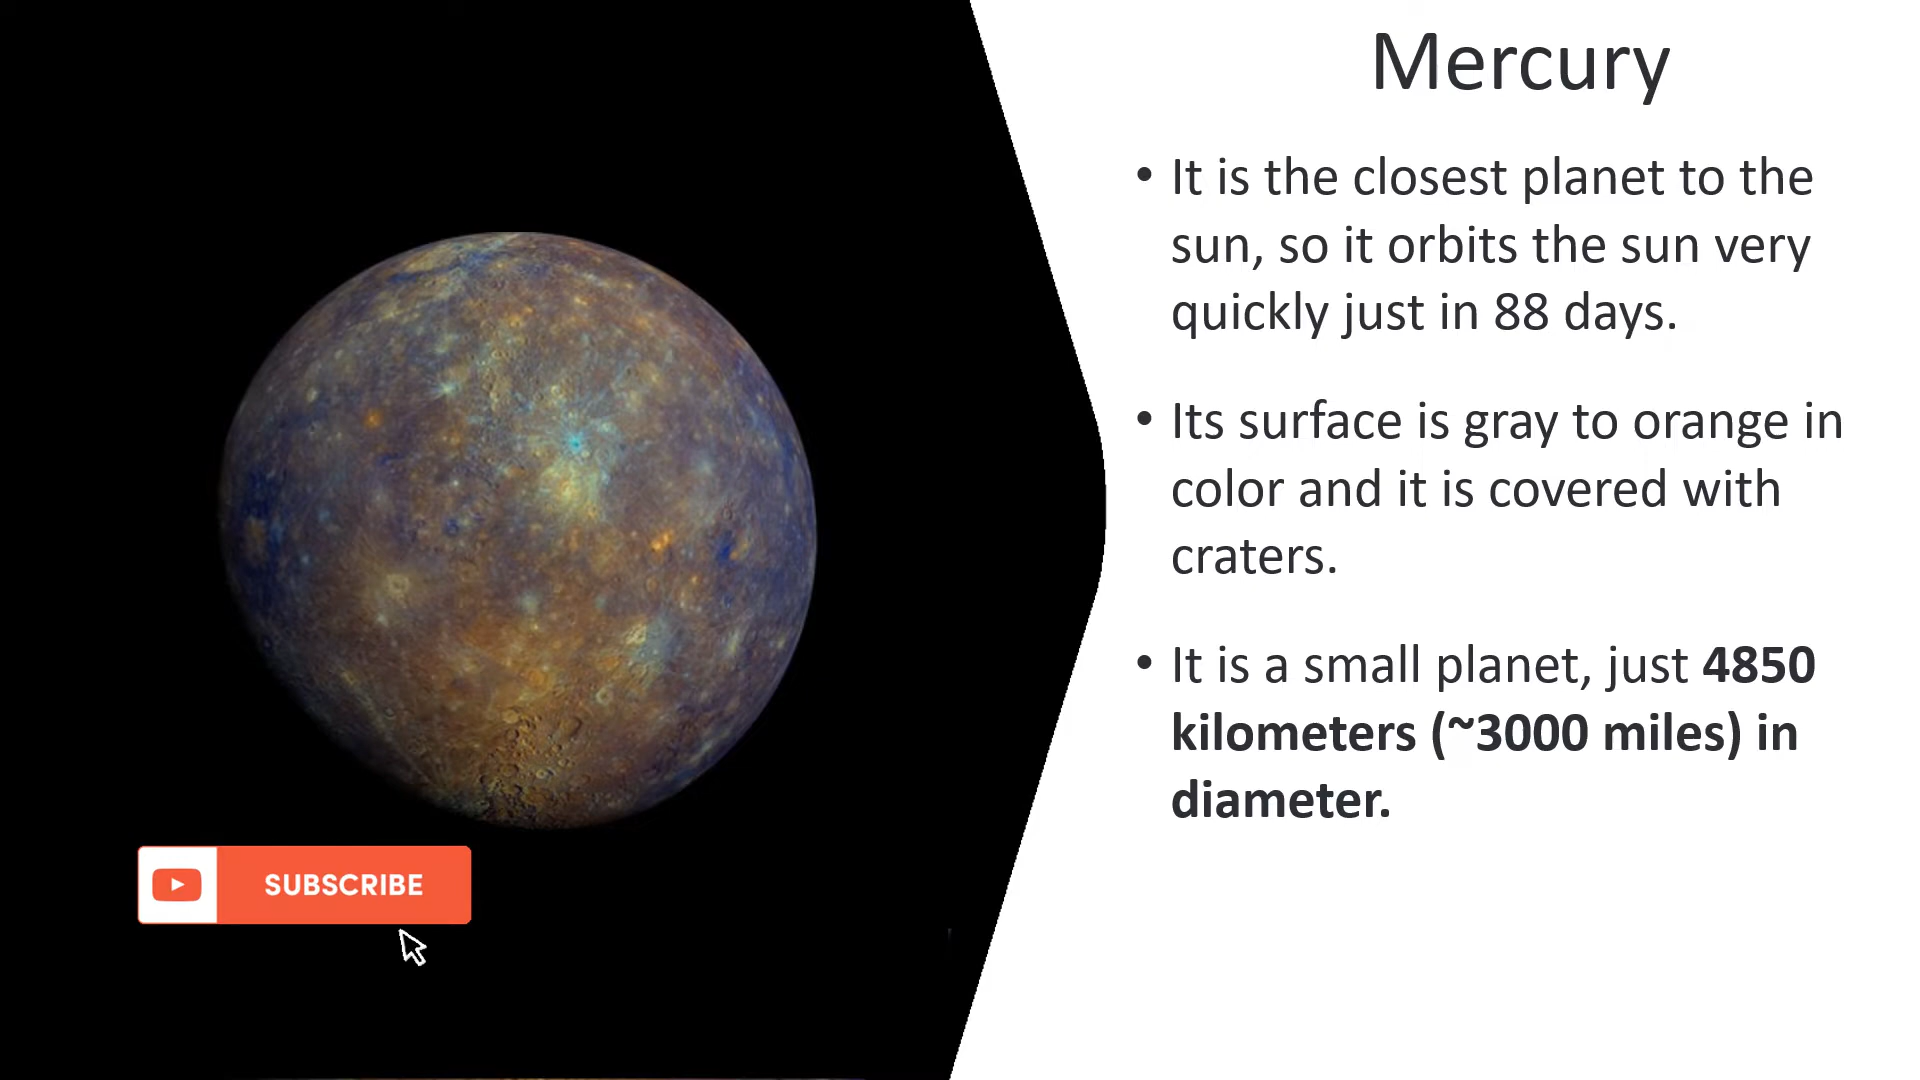 Mercury
• It is the closest planet to the
sun, so it orbits the sun very
quickly just in 88 days.
• Its surface is gray to orange in
color and it is covered with
craters.
• It is a small planet, just 4850
kilometers (~3000 miles) in
diameter.
SUBSCRIBE